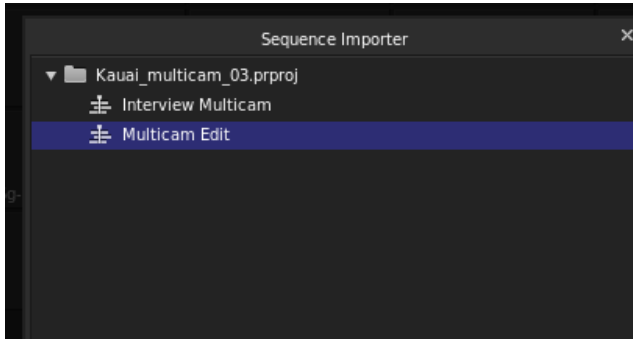 Sequence Importer
Kauai_multicam_03.prproj
Interview Multicam
Multicam Edit